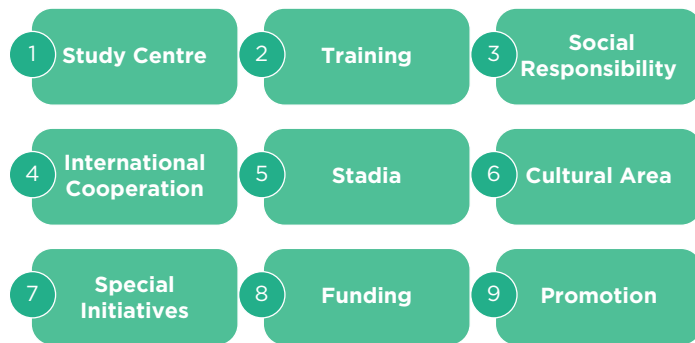 1
Study Centre
2
Training
3
Social
Responsibility
4
International
Cooperation
5
Stadia
6
Cultural Area
7
Special
Initiatives
8
Funding
9
Promotion